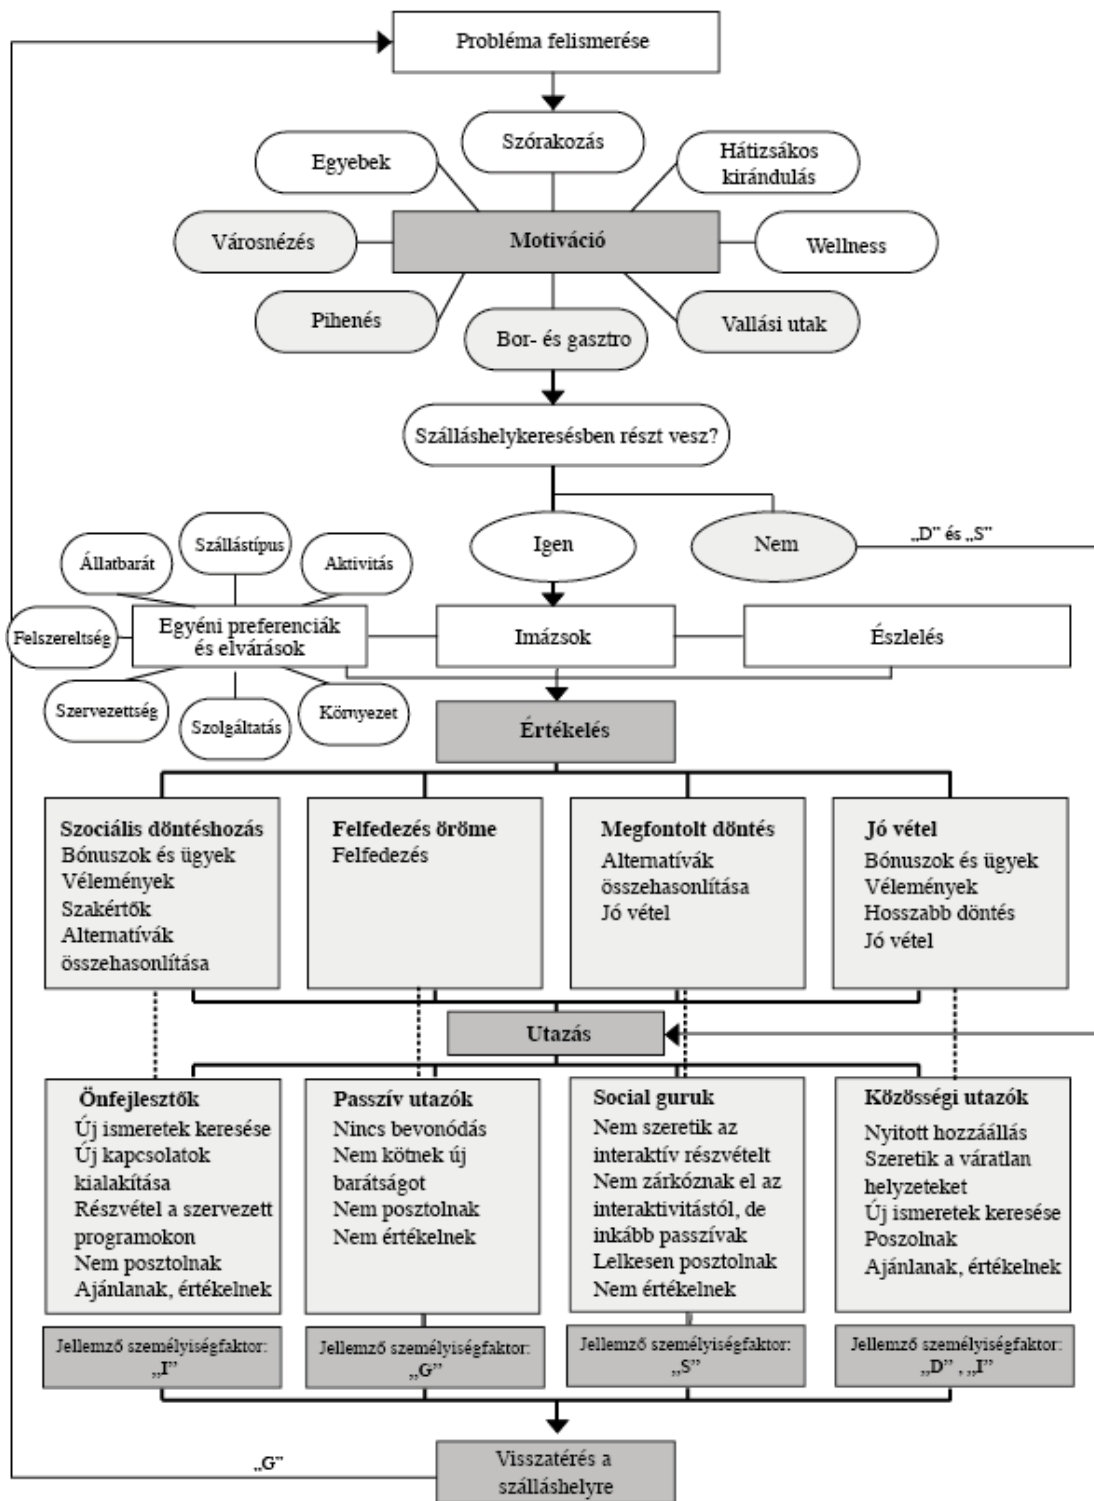 Probléma felismerése
Szórakozás
Egyebek
Hátizsákos
kirándulás
Városnézés
Motiváció
Wellness
Pihenés
Bor- és gasztro
Vallási utak
Szálláshelykeresésben részt vesz?
Igen
Nem
„D” és „S”
Szállástípus
Állatbarát
Aktivitás
Felszereltség
Egyéni preferenciák
és elvárások
Imázsok
Észlelés
Szervezettség
Szolgáltatás
Környezet
Értékelés
Szociális döntéshozás
Bónuszok és ügyek
Vélemények
Szakértők
Alternatívák
összehasonlítása
Felfedezés öröme
Felfedezés
Megfontolt döntés
Alternatívák
összehasonlítása
Jó vétel
Jó vétel
Bónuszok és ügyek
Vélemények
Hosszabb döntés
Jó vétel
Utazás
Önfejlesztők
Új ismeretek keresése
Új kapcsolatok
kialakítása
Részvétel a szervezett
programokon
Nem posztolnak
Ajánlanak, értékelnek
Passzív utazók
Nincs bevonódás
Nem kötnek új
barátságot
Nem posztolnak
Nem értékelnek
Social guruk
Nem szeretik az
interaktív részvételt
Nem zárkóznak el az
interaktivitástól, de
inkább passzívak
Lelkesen posztolnak
Nem értékelnek
Közösségi utazók
Nyitott hozzáállás
Szeretik a váratlan
helyzeteket
Új ismeretek keresése
Poszolnak
Ajánlanak, értékelnek
Jellemző személyiségfaktor:
„I”
Jellemző személyiségfaktor:
„G”
Jellemző személyiségfaktor:
„S”
Jellemző személyiségfaktor:
„D” , „I”
„G”
Visszatérés a
szálláshelyre